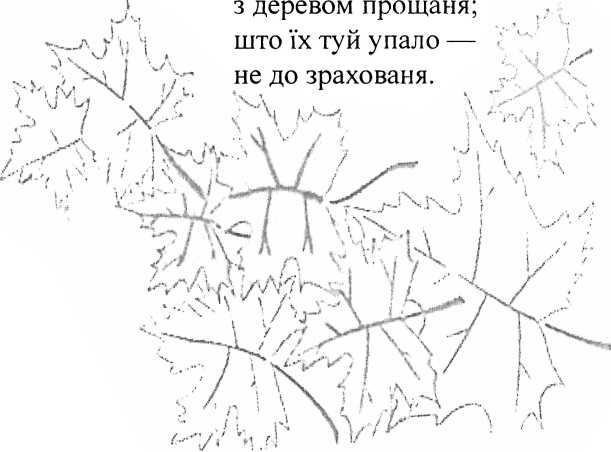 з деревом прощаня;
што їх туй упало —
не до зрахованя.